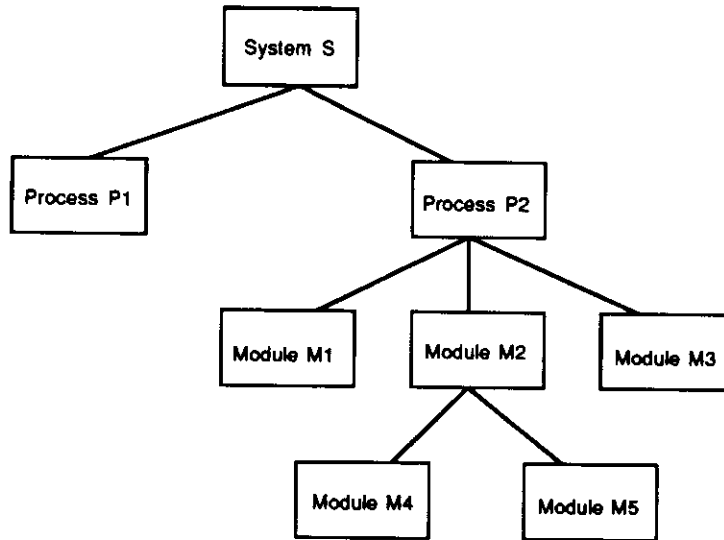 System S
Process P1
Process P2
Module M1
Module M2
Module M3
Module M4
Module M5